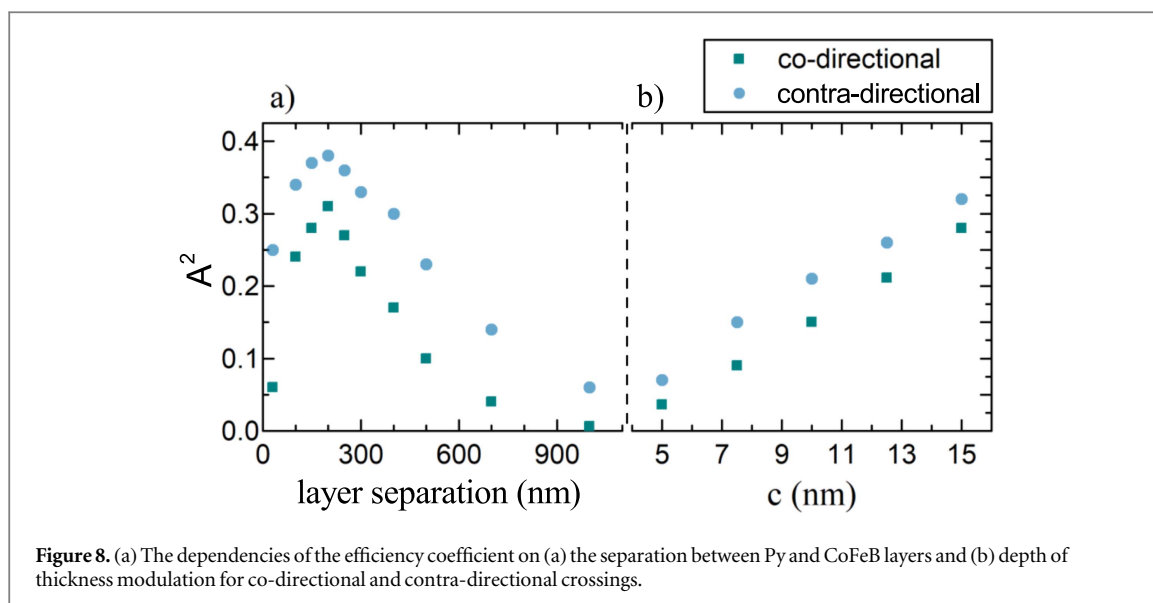 co-directional
contra-directional
a)
b)
0.4
0.3
0.2
0.1
0.0
A²
0 300 600 900
5 7 9 11 13 15
layer separation (nm)
c (nm)
Figure 8. (a) The dependencies of the efficiency coefficient on (a) the separation between Py and CoFeB layers and (b) depth of
thickness modulation for co-directional and contra-directional crossings.